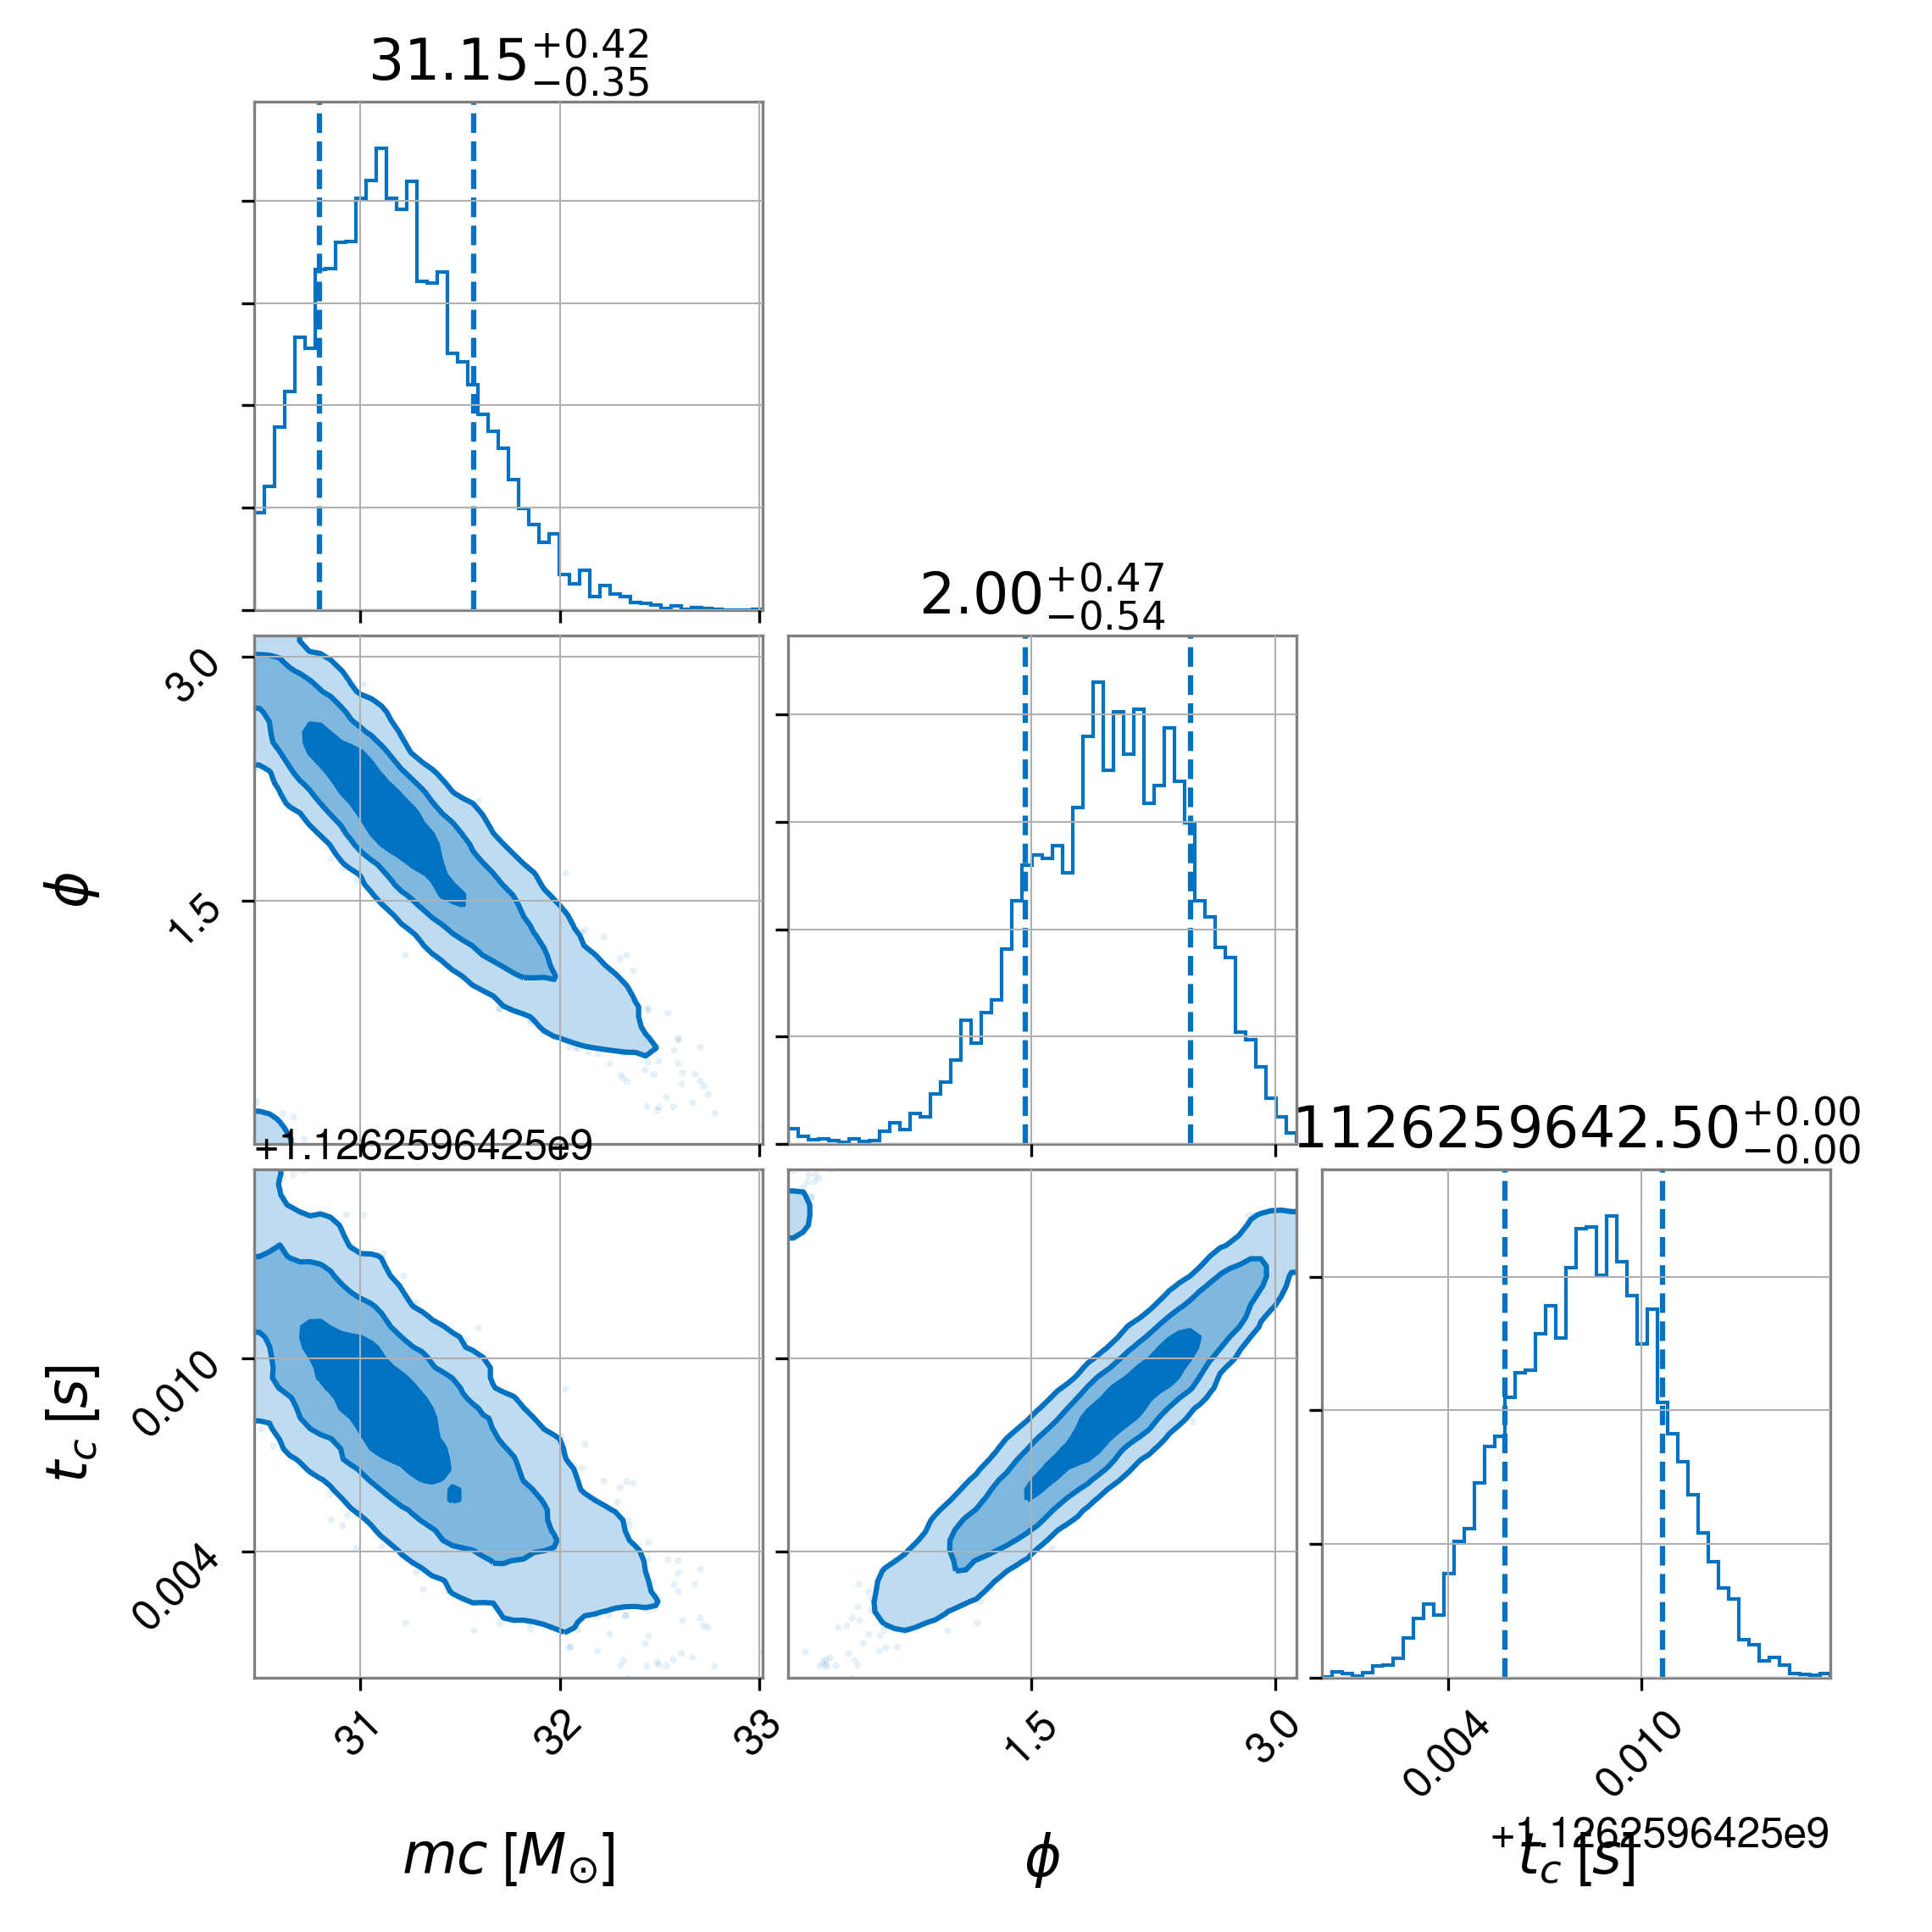 31.15+0.42−0.35
2.00+0.47−0.54
3.0
ϕ
1.5
1126259642.50+0.00−0.00
+1.1262596425e9
0.010
t_c [s]
0.004
31 32 33 1.5 3.0 0.004 0.010
+1.1262596425e9
mc [M⊙] ϕ t_c [s]